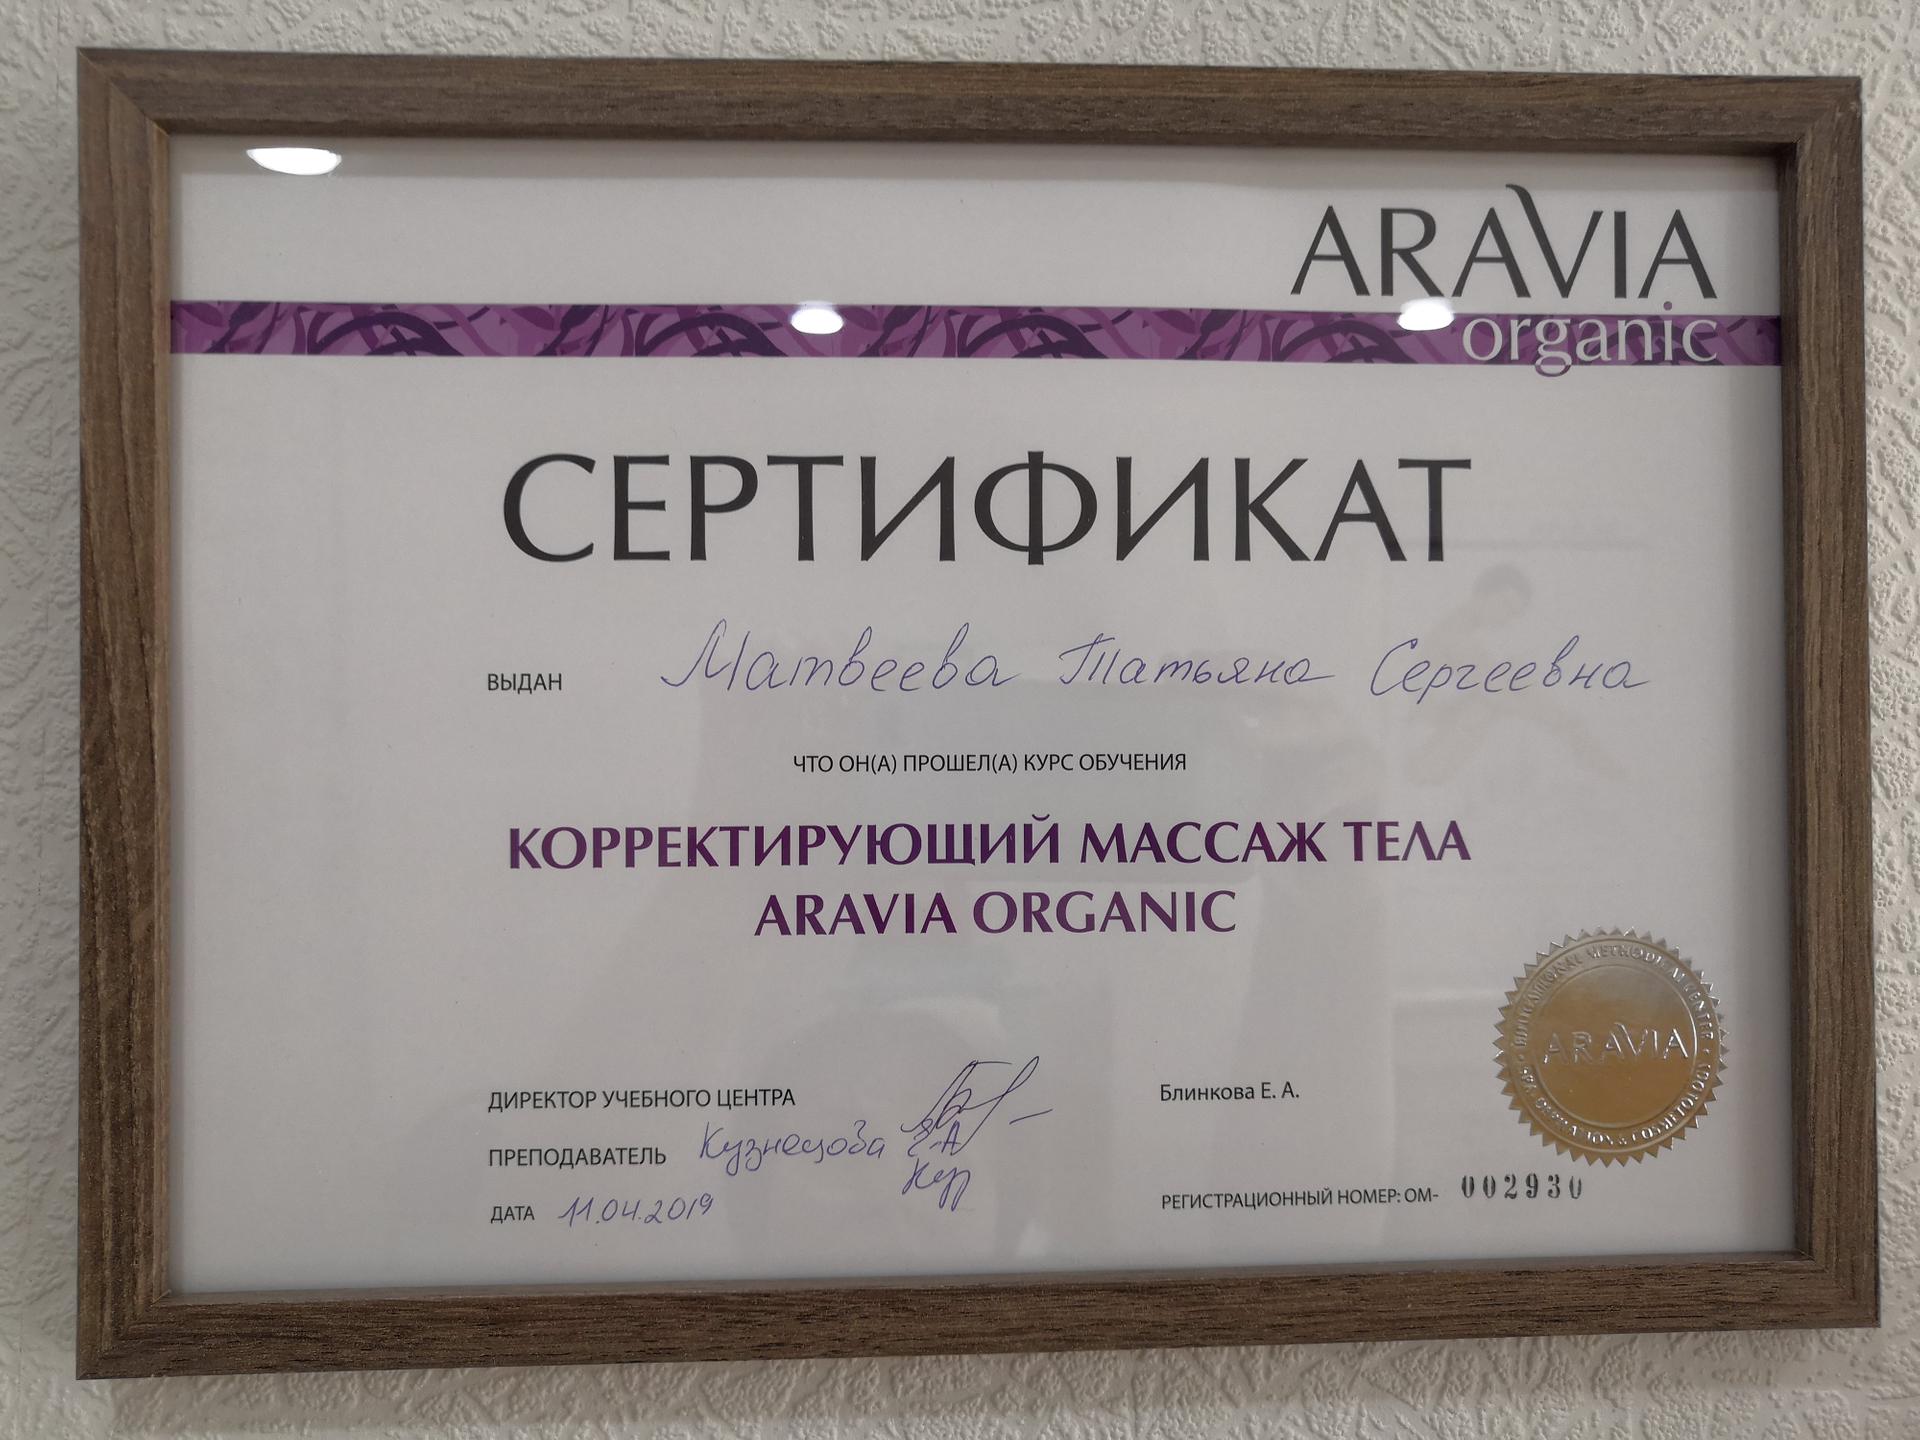 ARAVIA
organic
СЕРТИФИКАТ
ВЫДАН Матвеева Татьяна Сергеевна
ЧТО ОН(А) ПРОШЕЛ(А) КУРС ОБУЧЕНИЯ
КОРРЕКТИРУЮЩИЙ МАССАЖ ТЕЛА
ARAVIA ORGANIC
ДИРЕКТОР УЧЕБНОГО ЦЕНТРА Блинкова Е. А.
ПРЕПОДАВАТЕЛЬ Кузнецова Е.А
ДАТА 11.04.2019
РЕГИСТРАЦИОННЫЙ НОМЕР: ОМ- 002930
ARAVIA